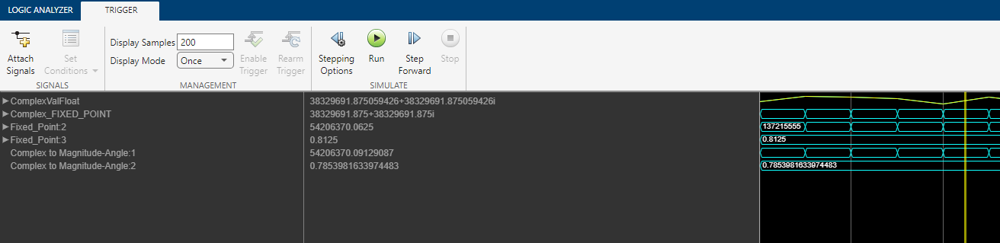 LOGIC ANALYZER TRIGGER
Display Samples 200
Display Mode Once
Attach Signals
Set Conditions
Enable Trigger
Rearm Trigger
Stepping Options
Run
Step Forward
Stop
SIGNALS MANAGEMENT SIMULATE
ComplexValFloat 38329691.875059426+38329691.875059426i
Complex_FIXED_POINT 38329691.875+38329691.875i
Fixed_Point:2 54206370.0625 137215555
Fixed_Point:3 0.8125 0.8125
Complex to Magnitude-Angle:1 54206370.09129087
Complex to Magnitude-Angle:2 0.7853981633974483 0.7853981633974483